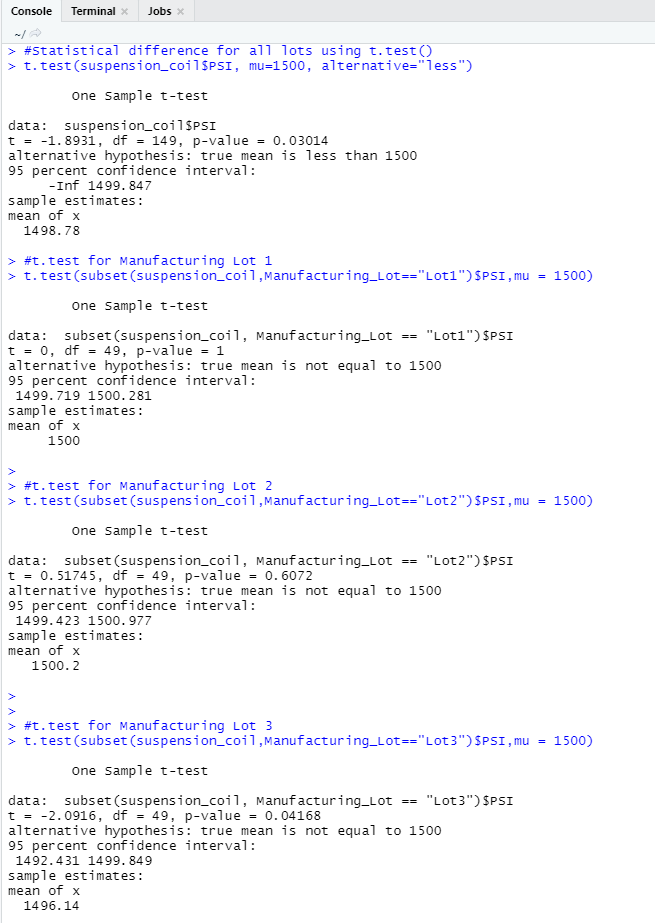 Console Terminal × Jobs ×
~/
> #Statistical difference for all lots using t.test()
> t.test(suspension_coil$PSI, mu=1500, alternative="less")
One Sample t-test
data: suspension_coil$PSI
t = -1.8931, df = 149, p-value = 0.03014
alternative hypothesis: true mean is less than 1500
95 percent confidence interval:
-Inf 1499.847
sample estimates:
mean of x
1498.78
> #t.test for Manufacturing Lot 1
> t.test(subset(suspension_coil,Manufacturing_Lot=="Lot1")$PSI,mu = 1500)
One Sample t-test
data: subset(suspension_coil, Manufacturing_Lot == "Lot1")$PSI
t = 0, df = 49, p-value = 1
alternative hypothesis: true mean is not equal to 1500
95 percent confidence interval:
1499.719 1500.281
sample estimates:
mean of x
1500
>
> #t.test for Manufacturing Lot 2
> t.test(subset(suspension_coil,Manufacturing_Lot=="Lot2")$PSI,mu = 1500)
One Sample t-test
data: subset(suspension_coil, Manufacturing_Lot == "Lot2")$PSI
t = 0.51745, df = 49, p-value = 0.6072
alternative hypothesis: true mean is not equal to 1500
95 percent confidence interval:
1499.423 1500.977
sample estimates:
mean of x
1500.2
>
>
> #t.test for Manufacturing Lot 3
> t.test(subset(suspension_coil,Manufacturing_Lot=="Lot3")$PSI,mu = 1500)
One Sample t-test
data: subset(suspension_coil, Manufacturing_Lot == "Lot3")$PSI
t = -2.0916, df = 49, p-value = 0.04168
alternative hypothesis: true mean is not equal to 1500
95 percent confidence interval:
1492.431 1499.849
sample estimates:
mean of x
1496.14